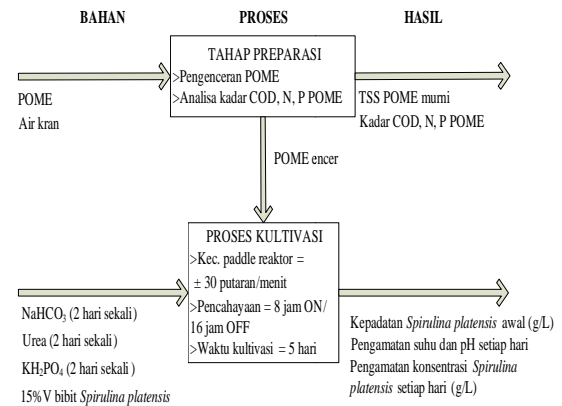 BAHAN PROSES HASIL
TAHAP PREPARASI
>Pengenceran POME
>Analisa kadar COD, N, P POME
POME
Air kran
TSS POME murni
Kadar COD, N, P POME
POME encer
PROSES KULTIVASI
>Kec. paddle reaktor =
± 30 putaran/menit
>Pencahayaan = 8 jam ON/
16 jam OFF
>Waktu kultivasi = 5 hari
NaHCO₃ (2 hari sekali)
Urea (2 hari sekali)
KH₂PO₄ (2 hari sekali )
15%V bibit Spirulina platensis
Kepadatan Spirulina platensis awal (g/L)
Pengamatan suhu dan pH setiap hari
Pengamatan konsentrasi Spirulina
platensis setiap hari (g/L)